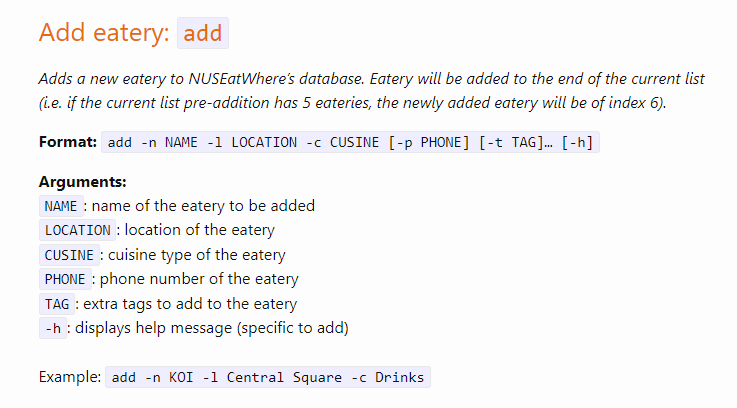 Add eatery: add
Adds a new eatery to NUSEatWhere's database. Eatery will be added to the end of the current list
(i.e. if the current list pre-addition has 5 eateries, the newly added eatery will be of index 6).
Format: add -n NAME -l LOCATION -c CUSINE [-p PHONE] [-t TAG]… [-h]
Arguments:
NAME : name of the eatery to be added
LOCATION : location of the eatery
CUSINE : cuisine type of the eatery
PHONE : phone number of the eatery
TAG : extra tags to add to the eatery
-h : displays help message (specific to add)
Example: add -n KOI -l Central Square -c Drinks